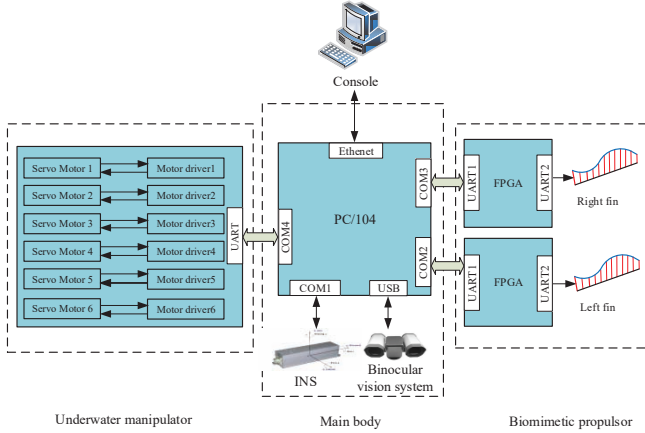 Console
Ethenet
Servo Motor 1
Motor driver1
Servo Motor 2
Motor driver2
Servo Motor 3
Motor driver3
Servo Motor 4
Motor driver4
Servo Motor 5
Motor driver5
Servo Motor 6
Motor driver6
UART
COM4
PC/104
COM3
COM2
COM1
USB
INS
Binocular
vision system
UART1
FPGA
UART2
Right fin
UART1
FPGA
UART2
Left fin
Underwater manipulator
Main body
Biomimetic propulsor